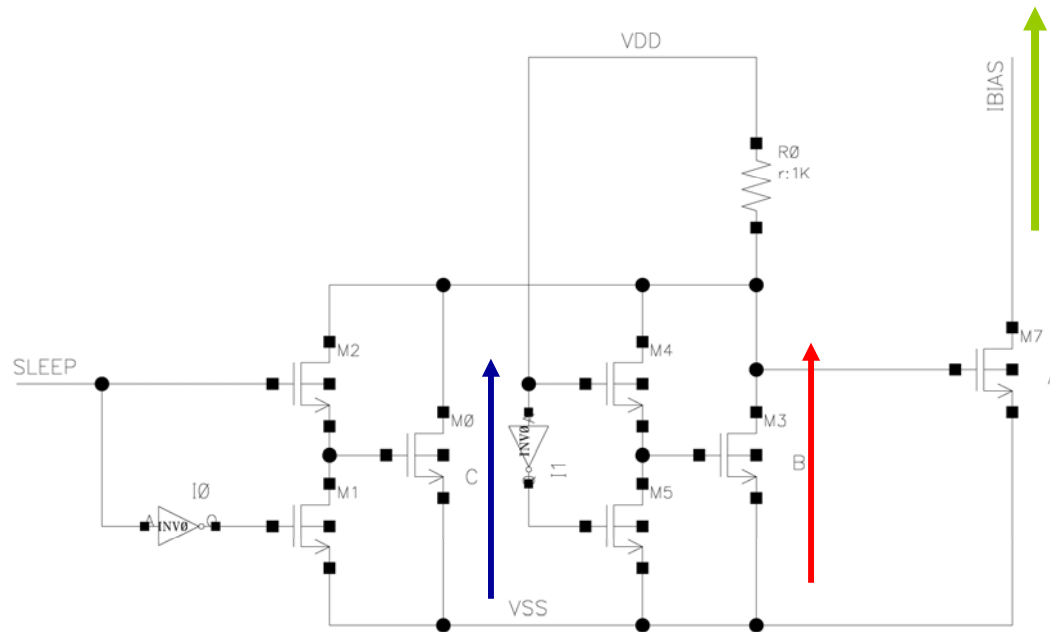 VDD
IBIAS
RØ
r:1K
M2
M4
M7
SLEEP
MØ
M3
A
INVØ
I1
C
B
M1
M5
IØ
A
INVØ
VSS